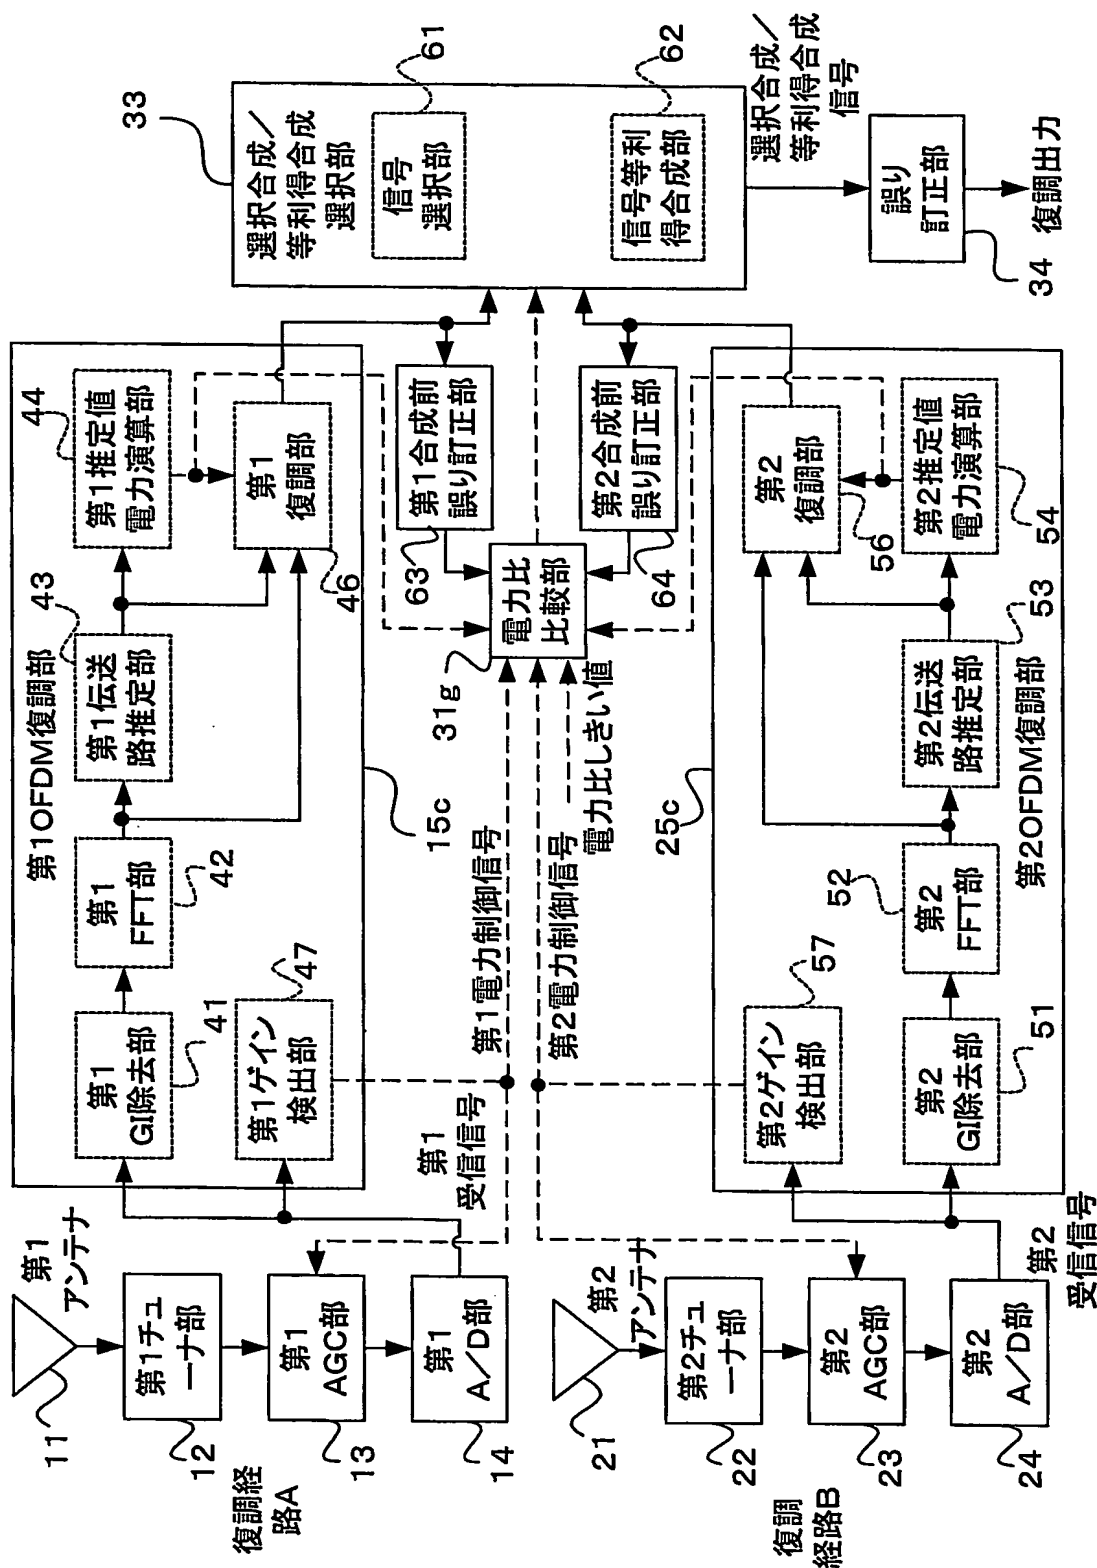 復調経
路A
11
第1
アンテナ
12
第1チュ
ーナ部
13
第1
AGC部
14
第1
A/D部
第1
受信信号
第1OFDM復調部
15c
41
第1
GI除去部
42
第1
FFT部
43
第1伝送
路推定部
44
第1推定値
電力演算部
46
第1
復調部
47
第1ゲイン
検出部
第1電力制御信号
第2電力制御信号
電力比しきい値
31g
電力比
比較部
63
第1合成前
誤り訂正部
64
第2合成前
誤り訂正部
33
選択合成/
等利得合成
選択部
61
信号
選択部
62
信号等利
得合成部
選択合成/
等利得合成
信号
34
誤り
訂正部
復調出力
復調
経路B
21
第2
アンテナ
22
第2チュ
ーナ部
23
第2
AGC部
24
第2
A/D部
第2
受信信号
25c
第2OFDM復調部
57
第2ゲイン
検出部
51
第2
GI除去部
52
第2
FFT部
53
第2伝送
路推定部
54
第2推定値
電力演算部
56
第2
復調部